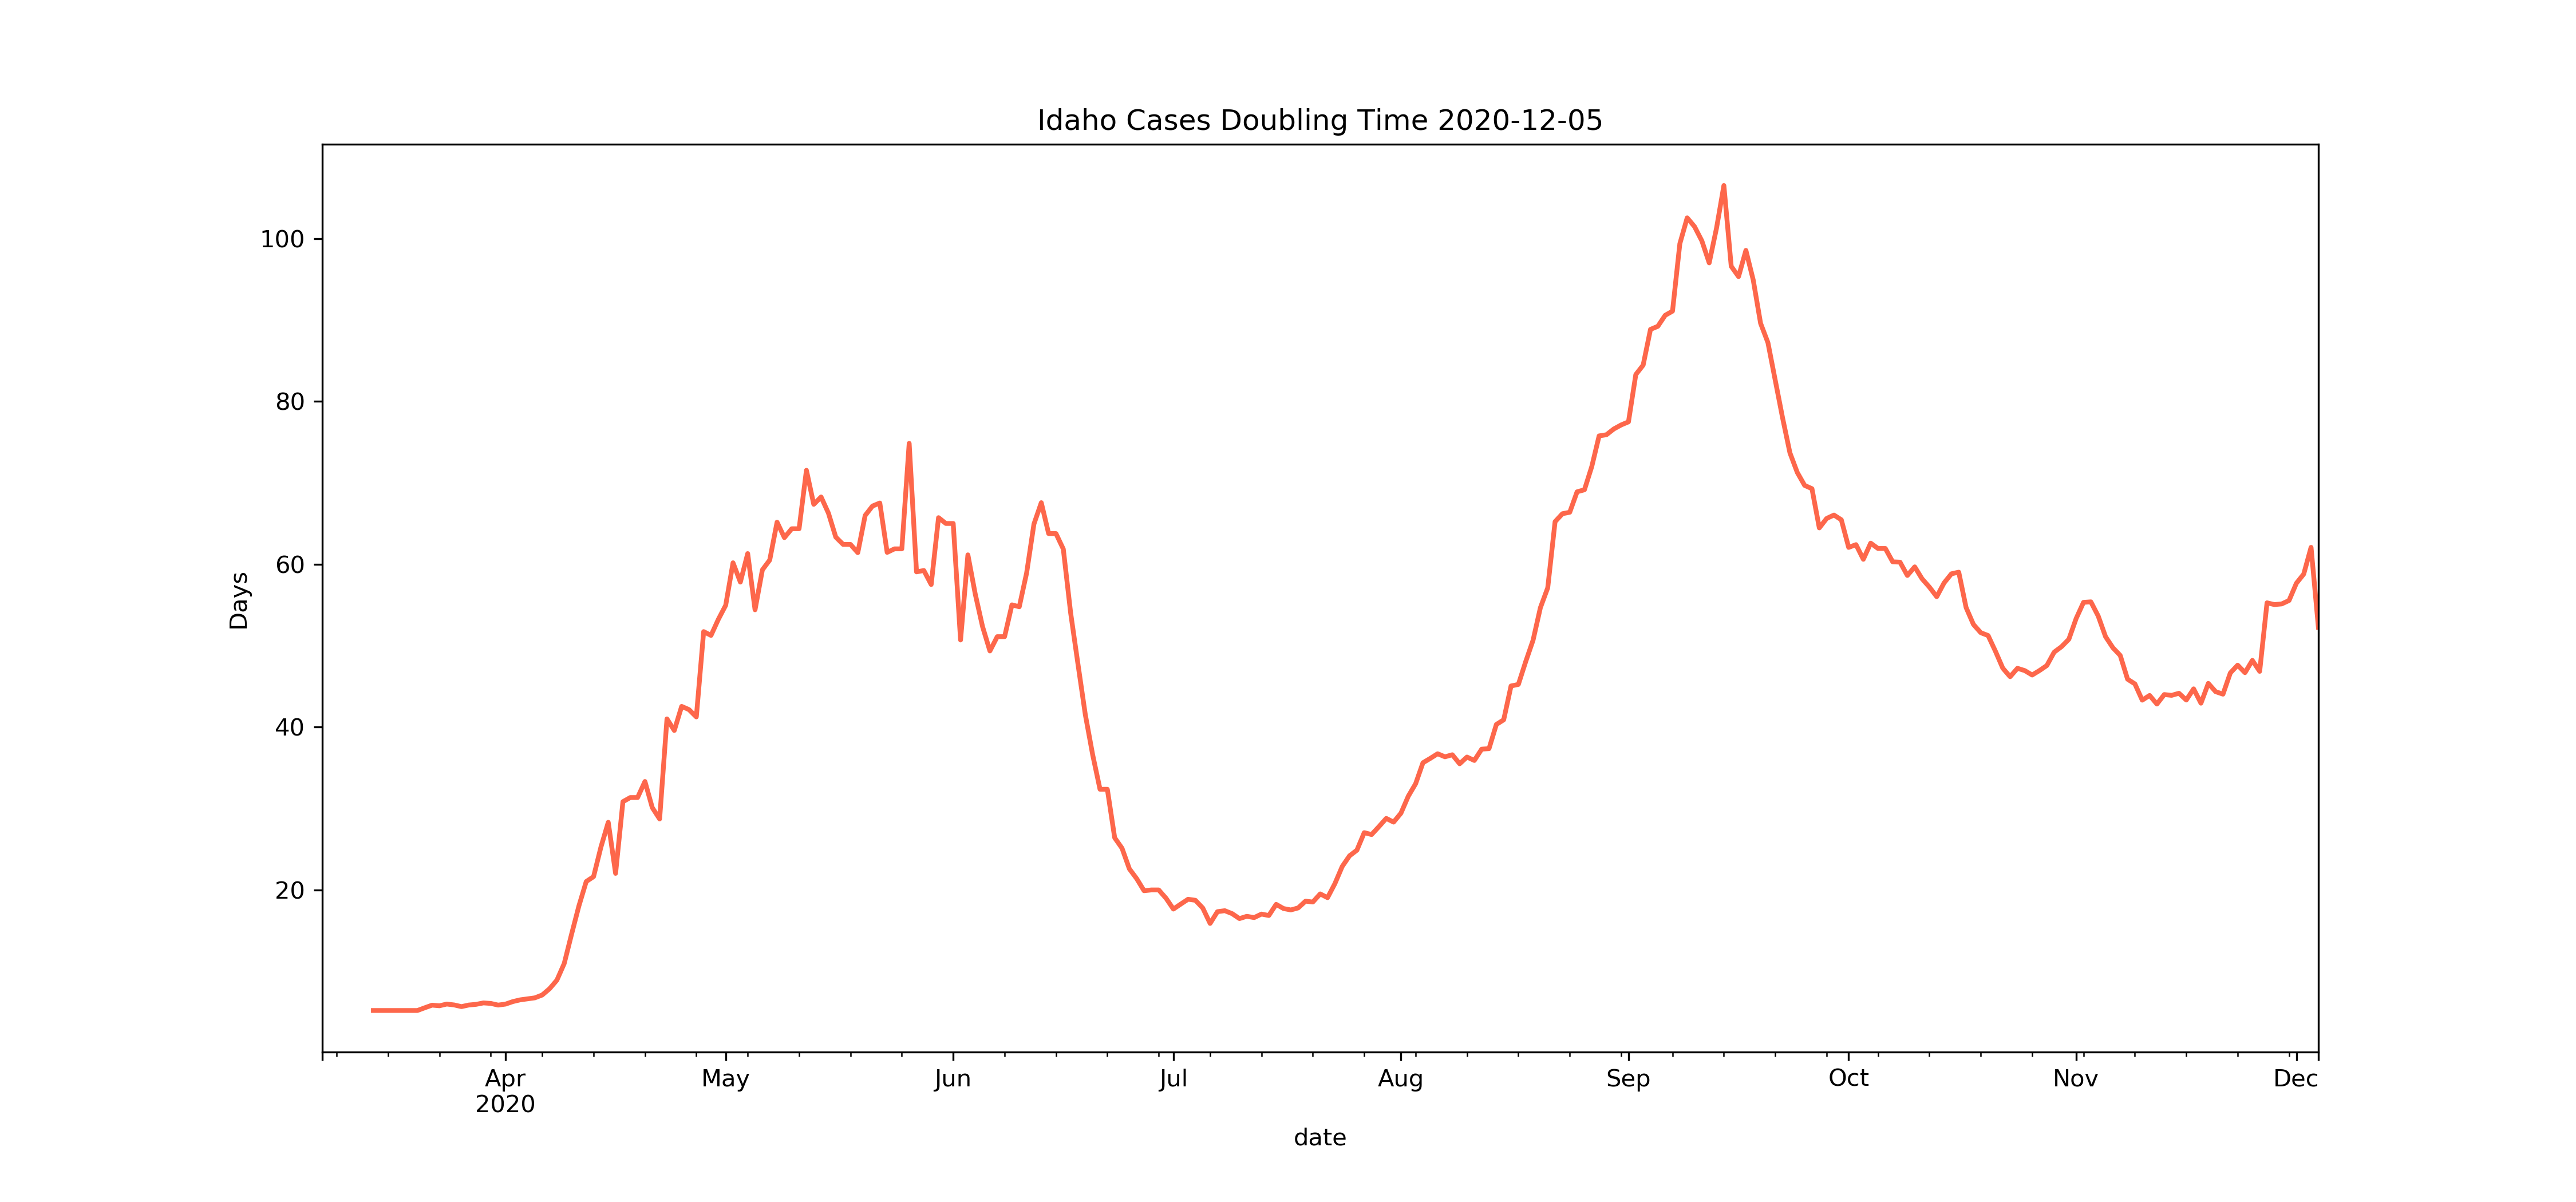 Idaho Cases Doubling Time 2020-12-05
100
80
60
40
20
Days
Apr May Jun Jul Aug Sep Oct Nov Dec
2020
date